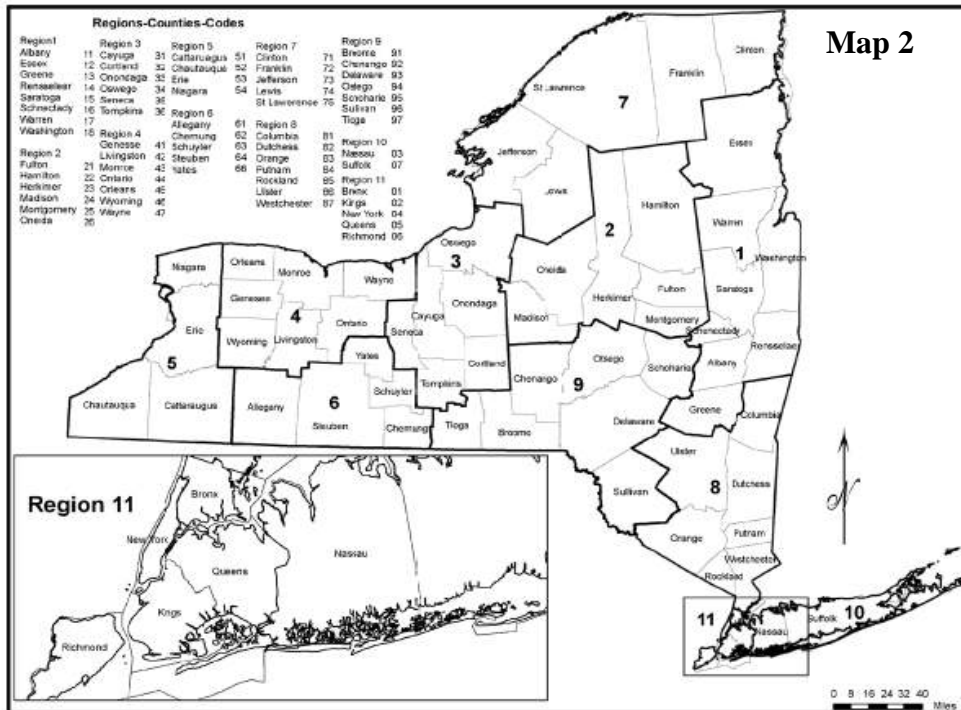 Regions-Counties-Codes
Map 2
Region1
Albany 11
Essex 12
Greene 13
Rensselear 14
Saratoga 15
Schnectady 16
Warren 17
Washington 18
Region 2
Fulton 21
Hamilton 22
Herkimer 23
Madison 24
Montgomery 25
Oneida 26
Region 3
Cayuga 31
Cortland 32
Onondaga 33
Oswego 34
Seneca 35
Tompkins 36
Region 4
Genesse 41
Livingston 42
Monroe 43
Ontario 44
Orleans 45
Wyoming 46
Wayne 47
Region 5
Cattaraugus 51
Chautauqua 52
Erie 53
Niagara 54
Region 6
Allegany 61
Chemung 62
Schuyler 63
Steuben 64
Yates
Region 7
Clinton 71
Franklin 72
Jefferson 73
Lewis 74
St Lawerence 75
Region 8
Columbia 81
Dutchess 82
Orange 83
Putnam 84
Rockland 85
Ulster 86
Westchester 87
Region 9
Broome 91
Chenango 92
Delaware 93
Ostego 94
Schoharie 95
Sullivan 96
Tioga 97
Region 10
Nassau 03
Suffolk 07
Region 11
Bronx 01
Kings 02
New York 04
Queens 05
Richmond 06
Clinton
Franklin
St Lawrence
7
Essex
Jefferson
Lewis
Hamilton
2
Warren
Washington
1
Oswego
3
Oneida
Herkimer
Fulton
Saratoga
Niagara
Orleans
Monroe
Wayne
Genesee
4
Onondaga
Madison
Montgomery
Schenectady
Erie
Wyoming
Livingston
Ontario
Seneca
Cayuga
Rensselae
5
Yates
Cortland
Chenango
Otsego
Schoharie
Albany
9
Chautauqua
Cattaraugus
Allegany
6
Steuben
Schuyler
Chemung
Tompkins
Tioga
Broome
Delaware
Greene
Columbia
Ulster
8
Dutchess
Sullivan
Orange
Putnam
Westchester
Rockland
11
Nassau
Suffolk
10
N
Region 11
Bronx
New York
Queens
Nassau
Kings
Richmond
0 8 16 24 32 40
Miles